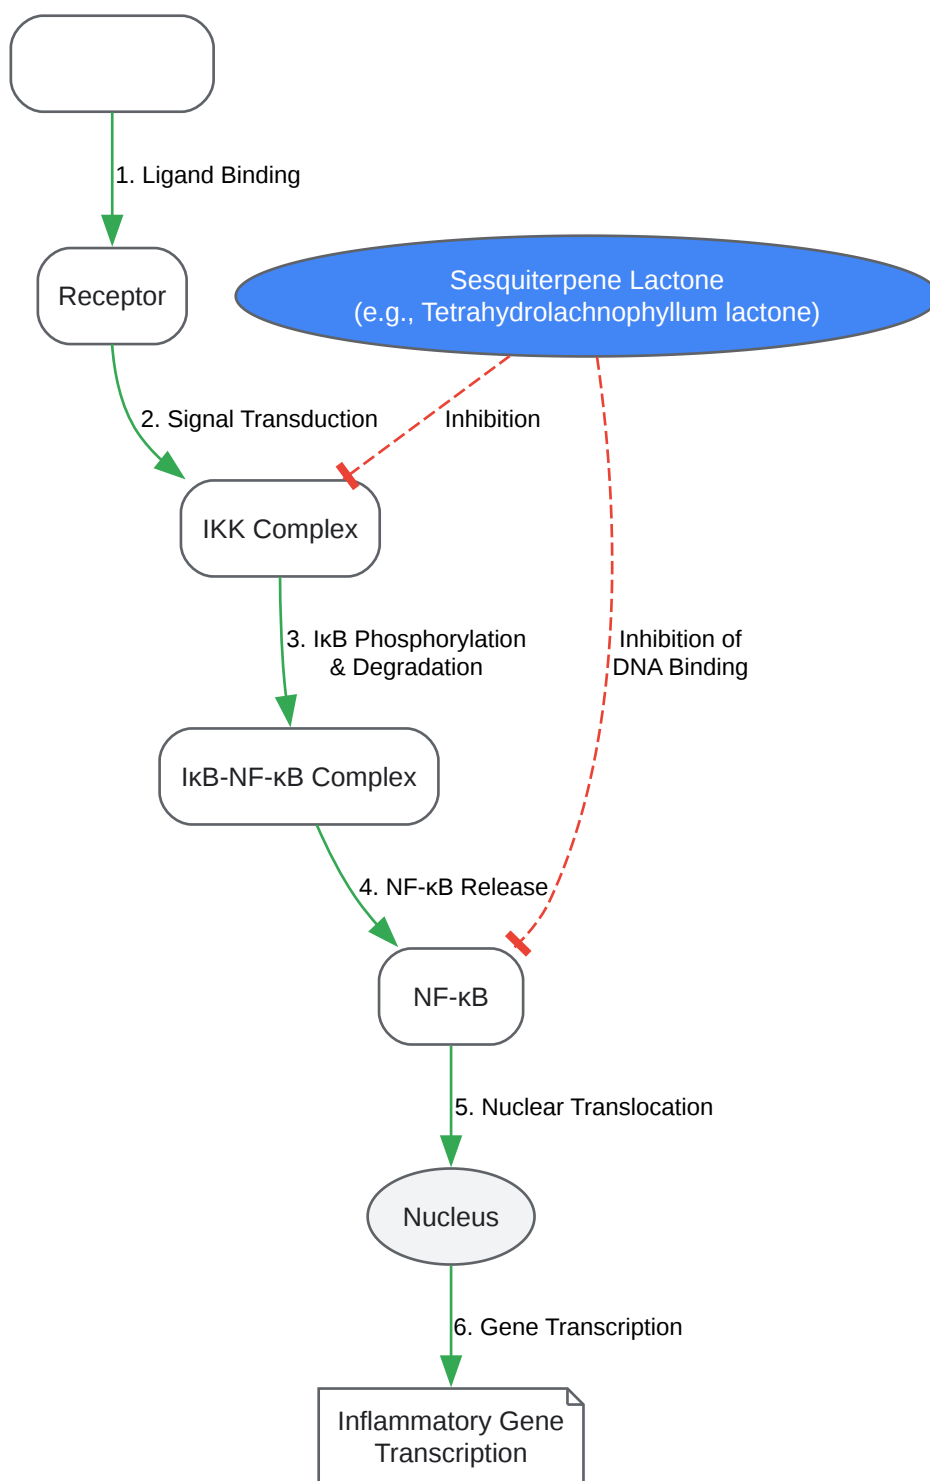 1. Ligand Binding
Receptor
Sesquiterpene Lactone
(e.g., Tetrahydrolachnophyllum lactone)
2. Signal Transduction
Inhibition
IKK Complex
3. IκB Phosphorylation
& Degradation
Inhibition of
DNA Binding
IκB-NF-κB Complex
4. NF-κB Release
NF-κB
5. Nuclear Translocation
Nucleus
6. Gene Transcription
Inflammatory Gene
Transcription